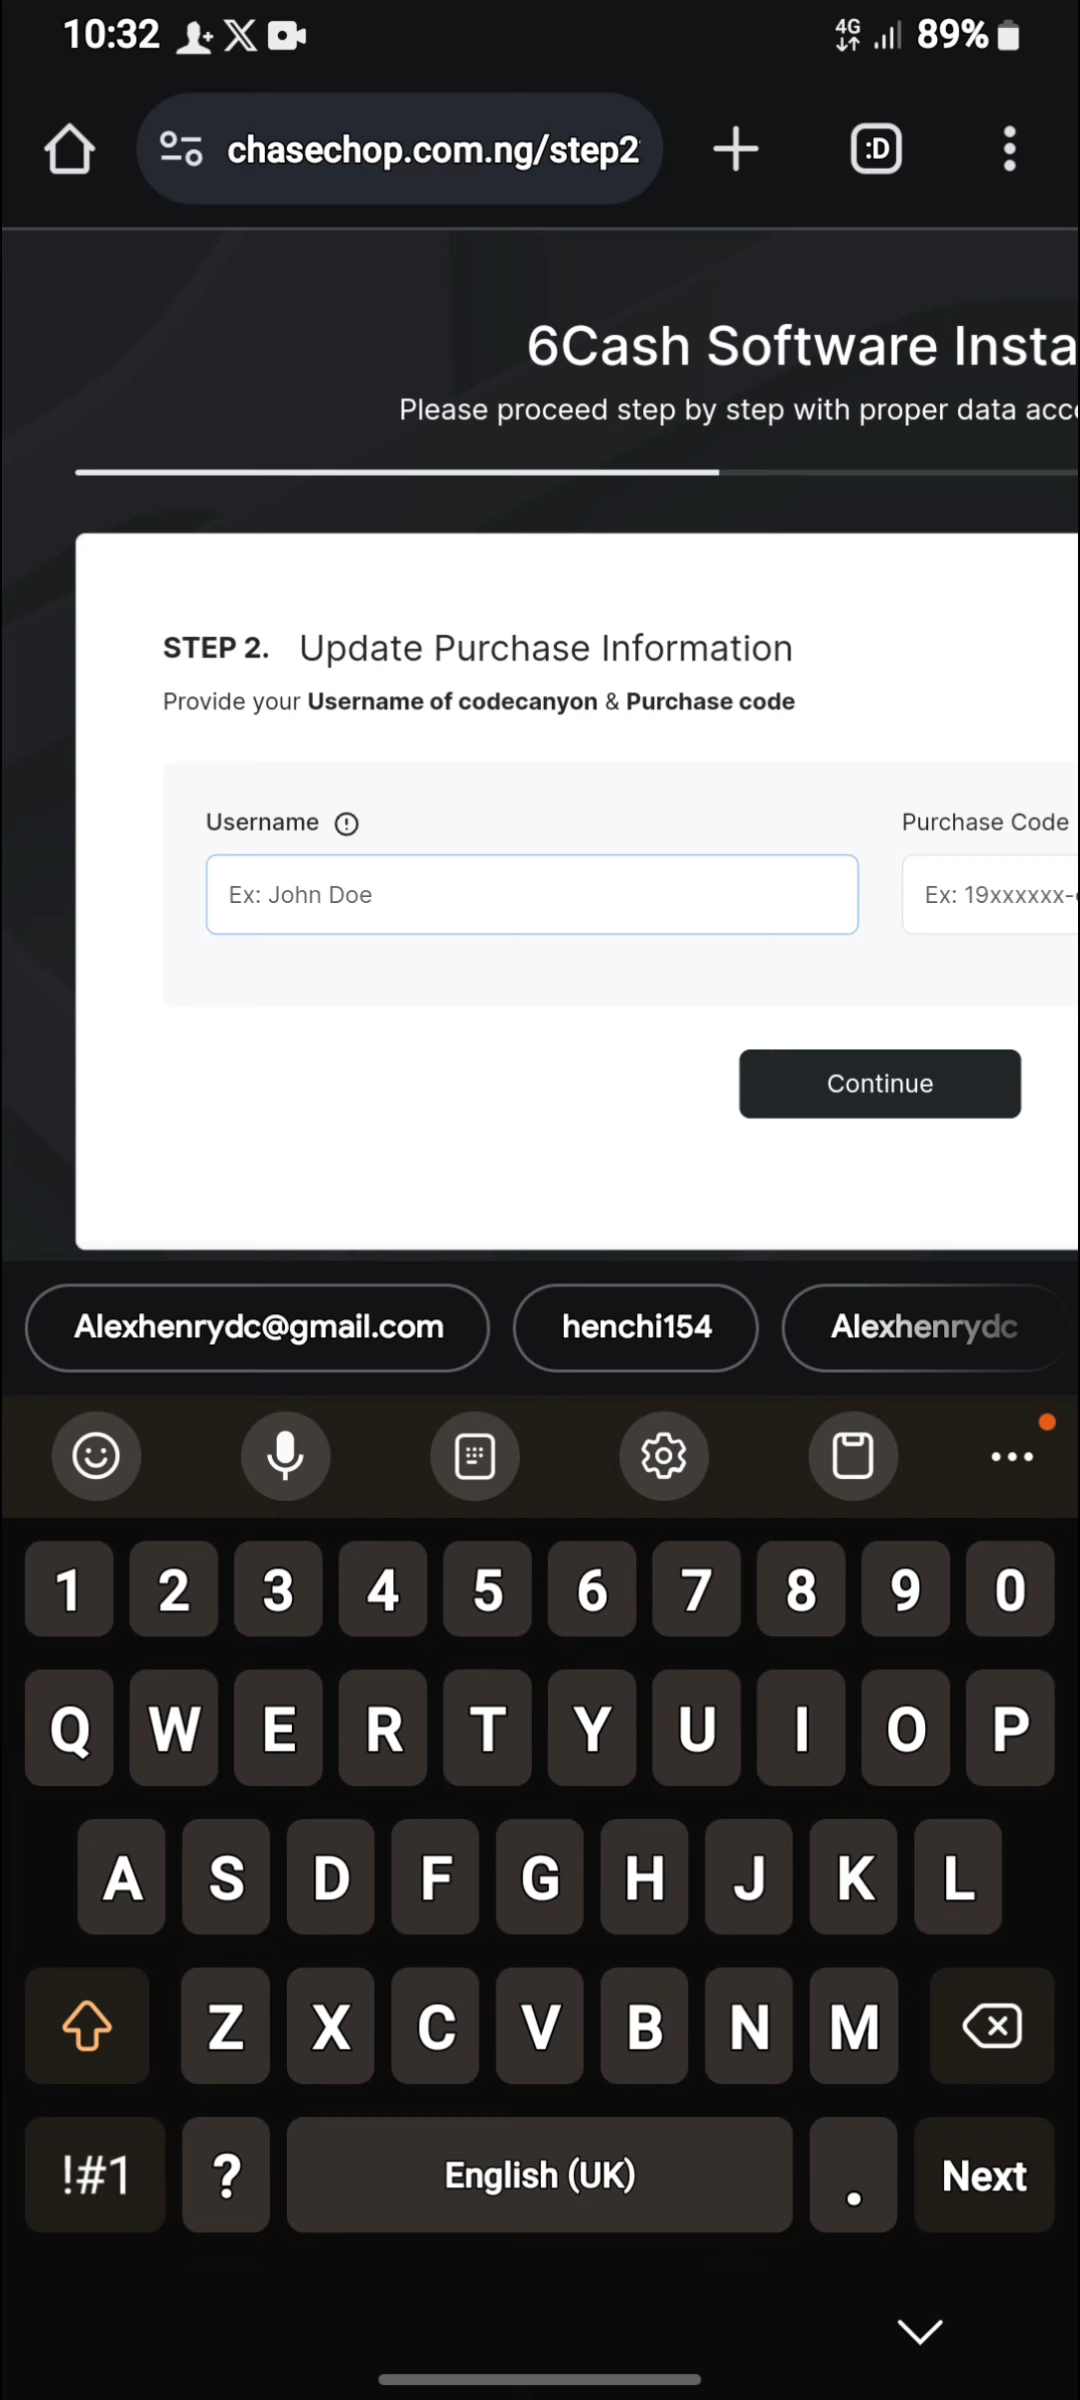 10:32
4G
89%
chasechop.com.ng/step2
:D
6Cash Software Insta
Please proceed step by step with proper data acc
STEP 2. Update Purchase Information
Provide your Username of codecanyon & Purchase code
Username
Purchase Code
Ex: John Doe
Ex: 19xxxxxx-
Continue
Alexhenrydc@gmail.com
henchi154
Alexhenrydc
1 2 3 4 5 6 7 8 9 0
Q W E R T Y U I O P
A S D F G H J K L
Z X C V B N M
!#1 ? English (UK) . Next